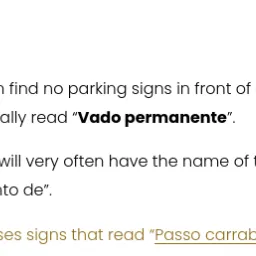 find no parking signs in front of
ally read “Vado permanente”.
will very often have the name of
to de”.
ses signs that read “Passo carrab